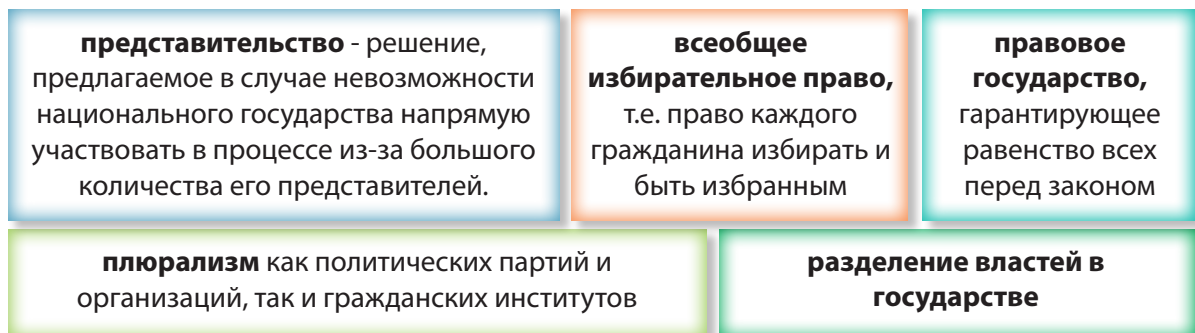 представительство - решение,
предлагаемое в случае невозможности
национального государства напрямую
участвовать в процессе из-за большого
количества его представителей.
всеобщее
избирательное право,
т.е. право каждого
гражданина избирать и
быть избранным
правовое
государство,
гарантирующее
равенство всех
перед законом
плюрализм как политических партий и
организаций, так и гражданских институтов
разделение властей в
государстве